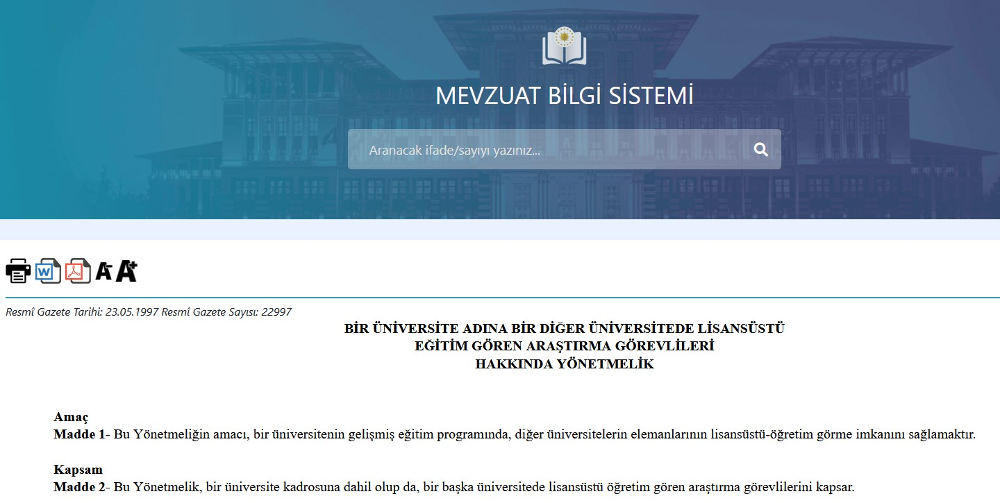 MEVZUAT BİLGİ SİSTEMİ
Aranacak ifade/sayıyı yazınız...
Resmî Gazete Tarihi: 23.05.1997 Resmî Gazete Sayısı: 22997
BİR ÜNİVERSİTE ADINA BİR DİĞER ÜNİVERSİTEDE LİSANSÜSTÜ
EĞİTİM GÖREN ARAŞTIRMA GÖREVLİLERİ
HAKKINDA YÖNETMELİK
Amaç
Madde 1- Bu Yönetmeliğin amacı, bir üniversitenin gelişmiş eğitim programında, diğer üniversitelerin elemanlarının lisansüstü-öğretim görme imkanını sağlamaktır.
Kapsam
Madde 2- Bu Yönetmelik, bir üniversite kadrosuna dahil olup da, bir başka üniversitede lisansüstü öğretim gören araştırma görevlilerini kapsar.